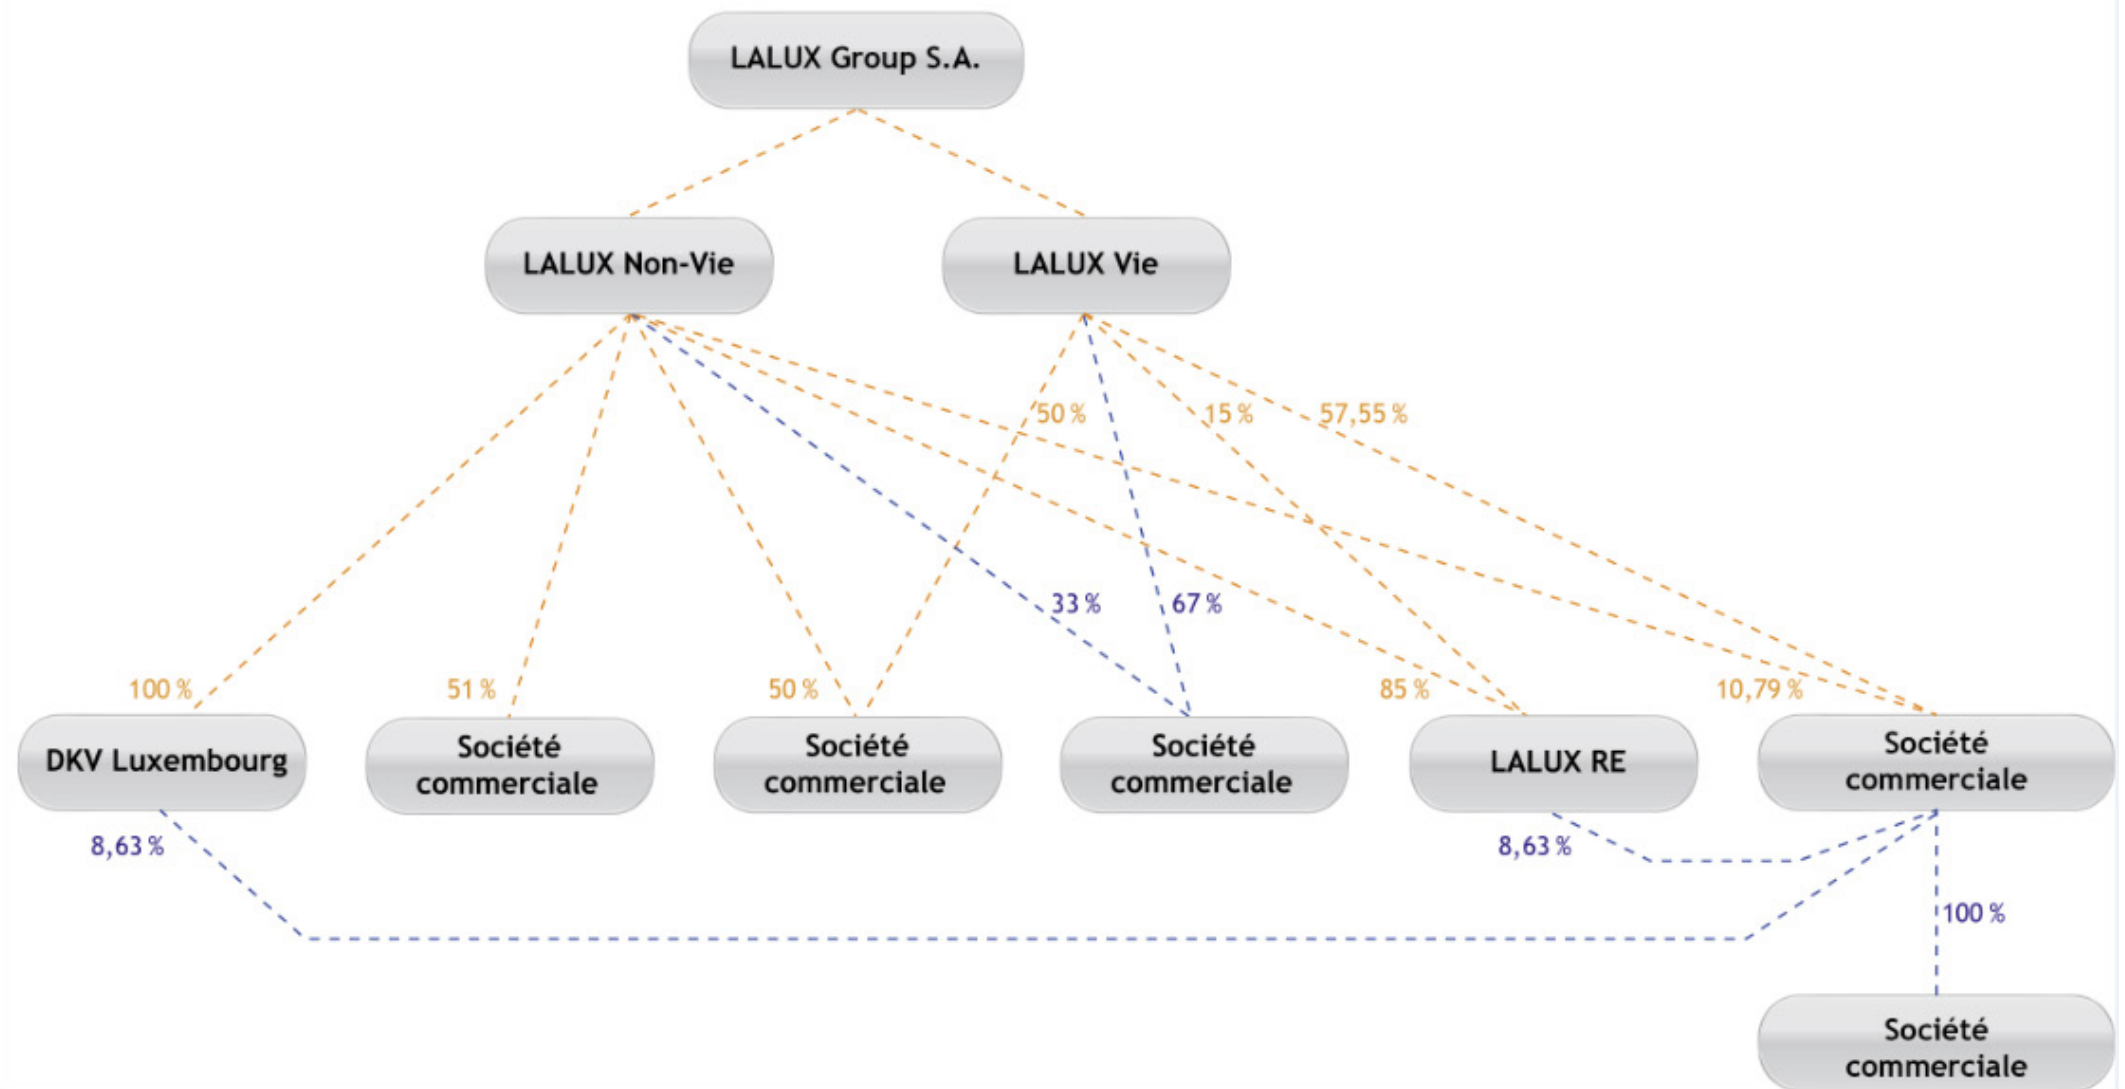 LALUX Group S.A.
LALUX Non-Vie
LALUX Vie
50 %
15 %
57,55 %
33 %
67 %
100 %
51 %
50 %
85 %
10,79 %
DKV Luxembourg
Société
commerciale
Société
commerciale
Société
commerciale
LALUX RE
Société
commerciale
8,63 %
8,63 %
100 %
Société
commerciale